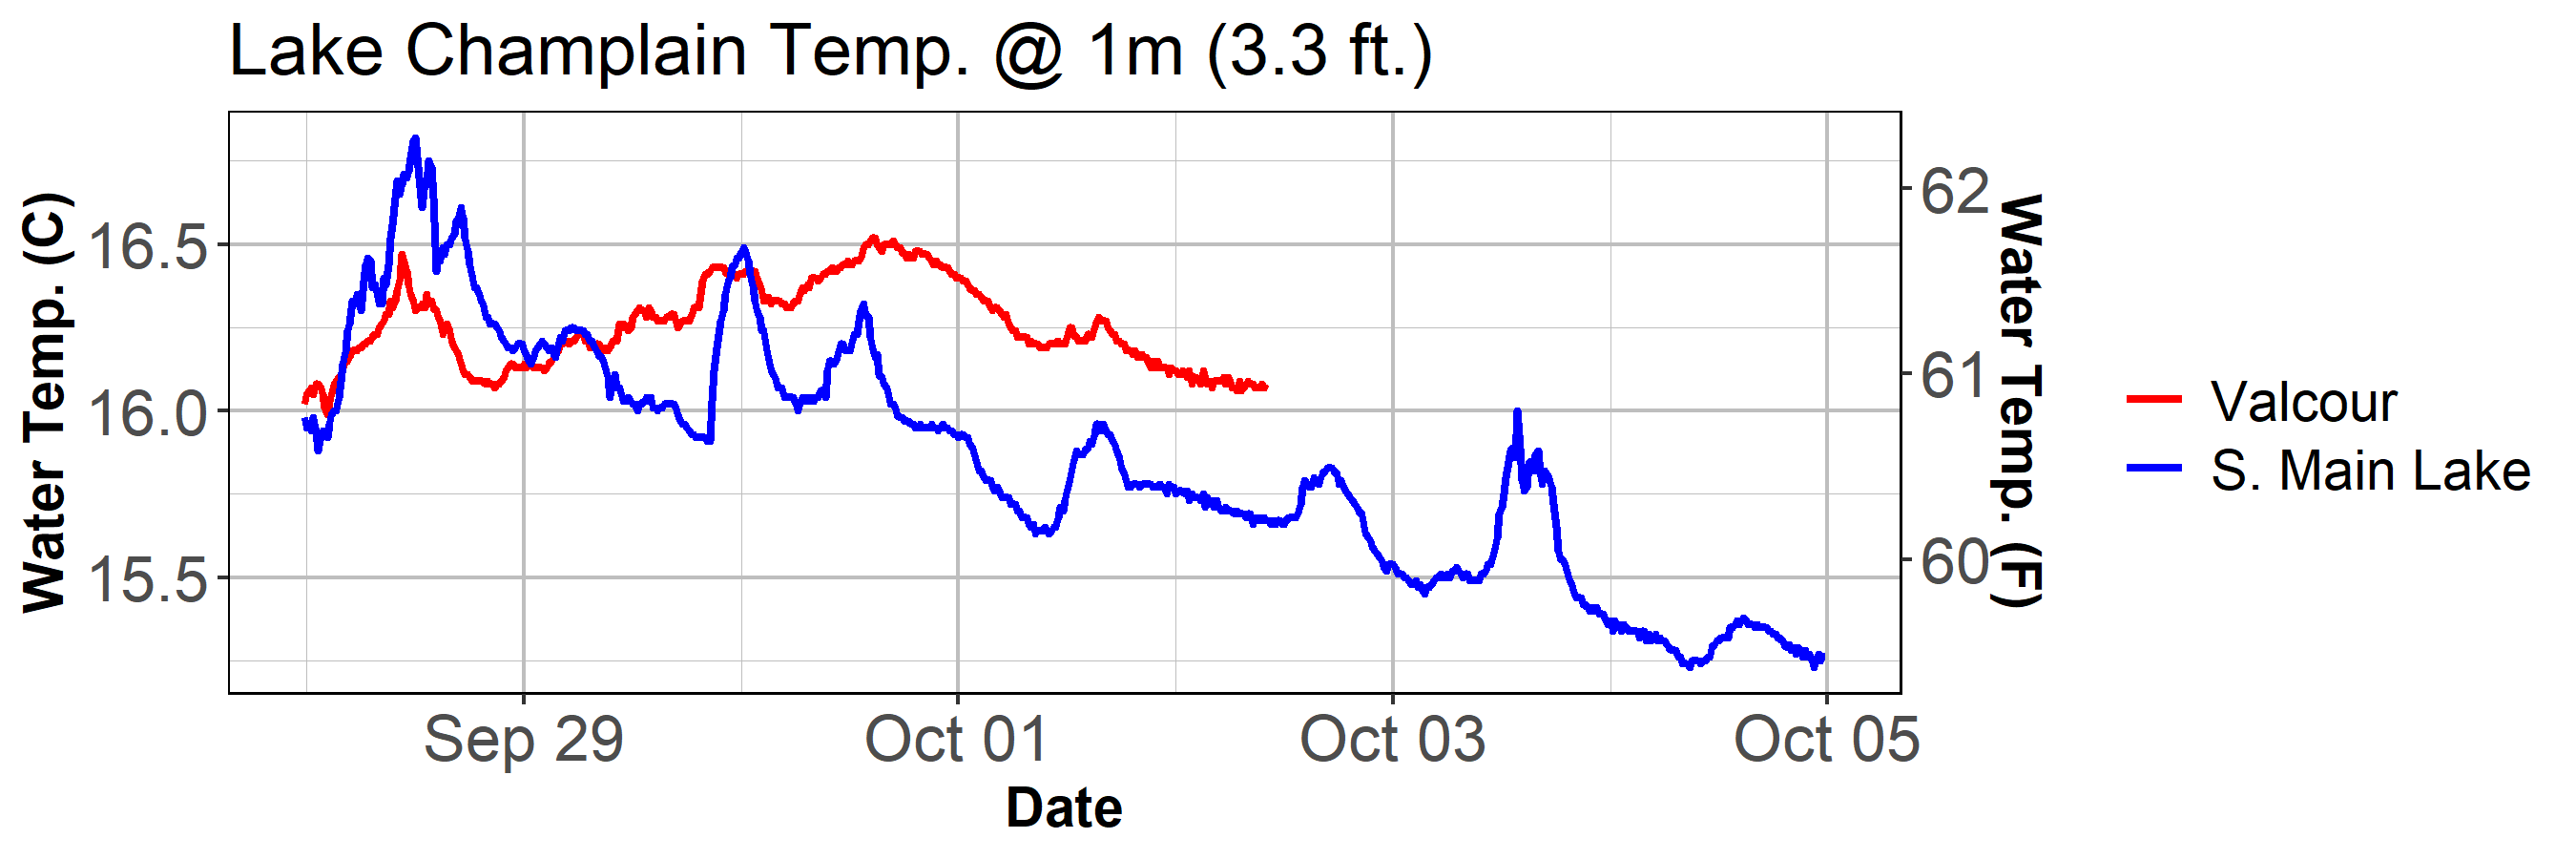 Lake Champlain Temp. @ 1m (3.3 ft.)
Water Temp. (C)
16.5
16.0
15.5
62
61
60
Water Temp. (F)
Sep 29
Oct 01
Oct 03
Oct 05
Date
Valcour
S. Main Lake